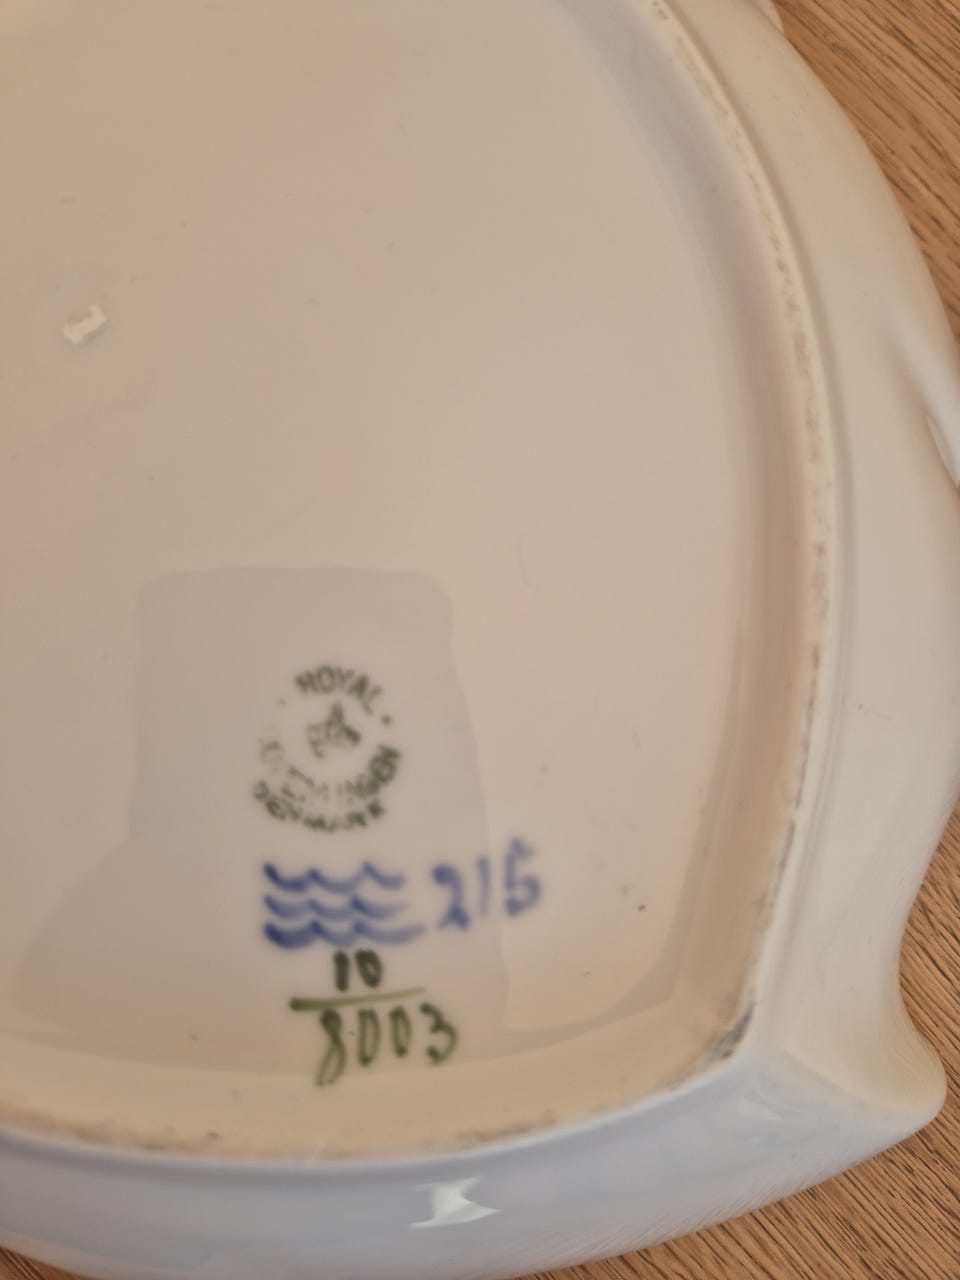 ROYAL
COPENHAGEN
DENMARK
215
10
8003